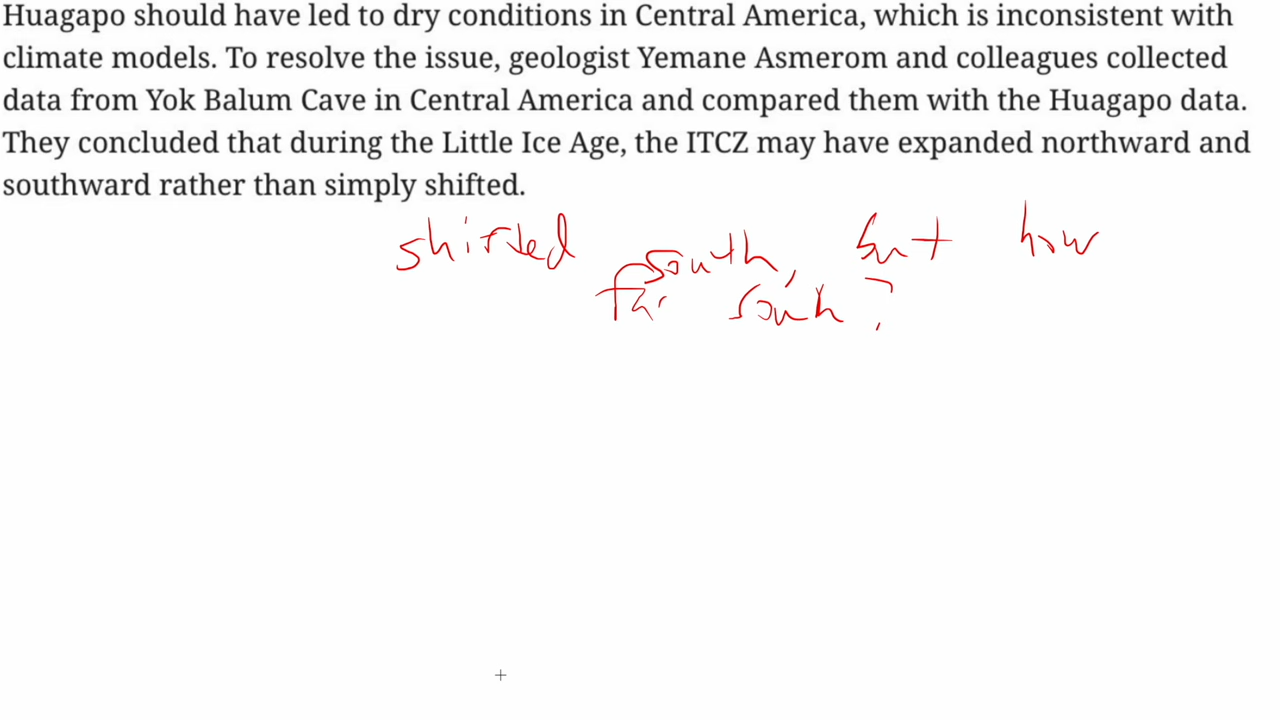 Huagapo should have led to dry conditions in Central America, which is inconsistent with
climate models. To resolve the issue, geologist Yemane Asmerom and colleagues collected
data from Yok Balum Cave in Central America and compared them with the Huagapo data.
They concluded that during the Little Ice Age, the ITCZ may have expanded northward and
southward rather than simply shifted.
shifted south, but how
far south?